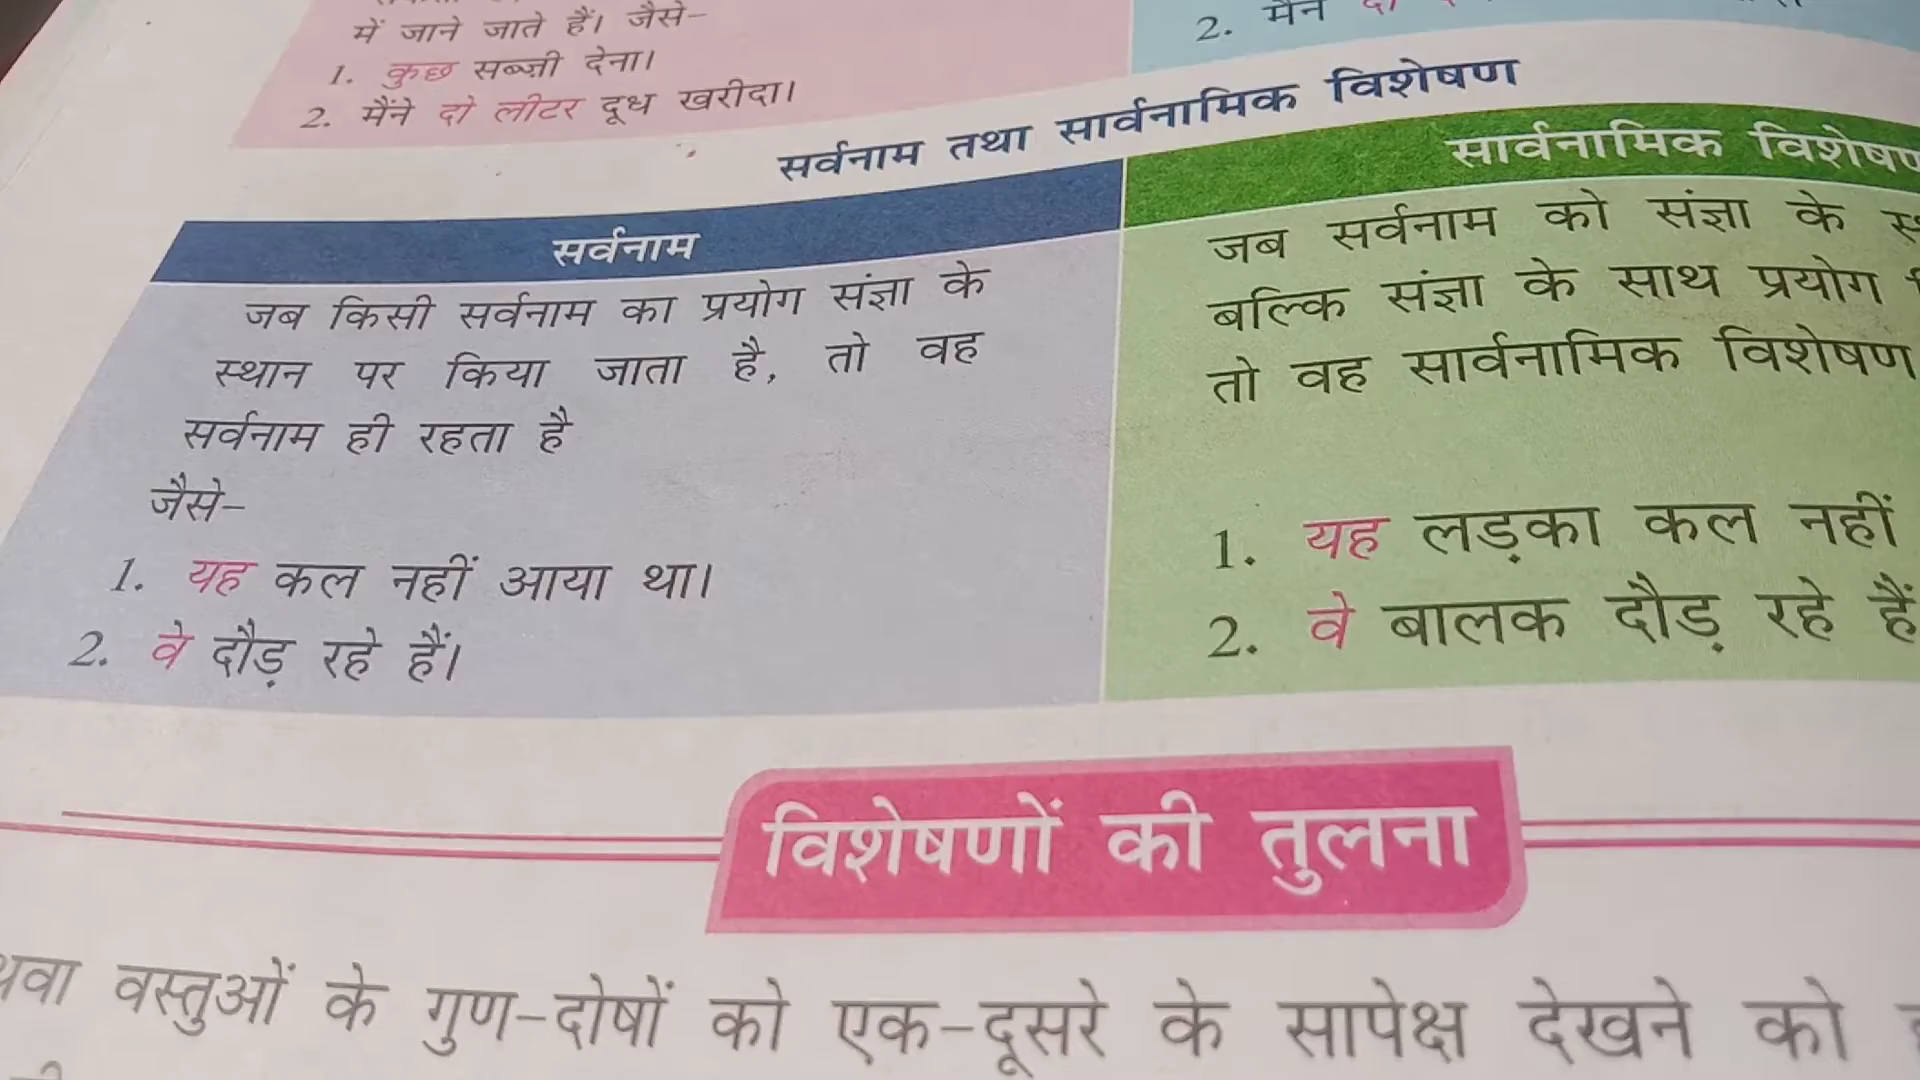 में जाने जाते हैं। जैसे–
1. कुछ सब्ज़ी देना।
2. मैंने दो लीटर दूध खरीदा।
2. मैंने दो
सर्वनाम तथा सार्वनामिक विशेषण
सर्वनाम
जब किसी सर्वनाम का प्रयोग संज्ञा के
स्थान पर किया जाता है, तो वह
सर्वनाम ही रहता है
जैसे–
1. यह कल नहीं आया था।
2. वे दौड़ रहे हैं।
सार्वनामिक विशेषण
जब सर्वनाम को संज्ञा के
बल्कि संज्ञा के साथ प्रयोग
तो वह सार्वनामिक विशेषण
1. यह लड़का कल नहीं
2. वे बालक दौड़ रहे हैं
विशेषणों की तुलना
वस्तुओं के गुण–दोषों को एक–दूसरे के सापेक्ष देखने को